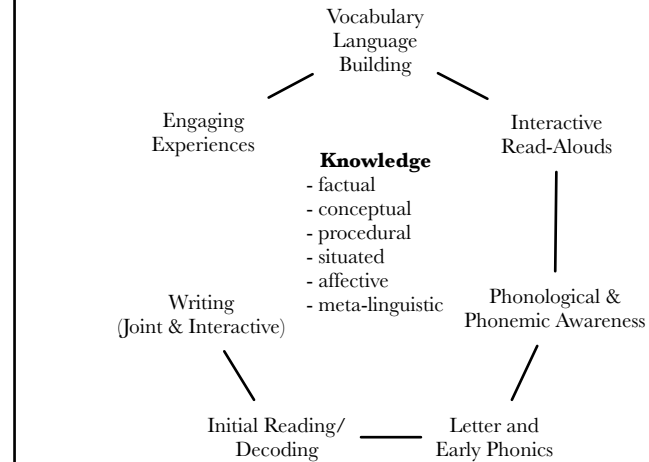 Vocabulary
Language
Building
Engaging
Experiences
Interactive
Read-Alouds
Knowledge
- factual
- conceptual
- procedural
- situated
- affective
- meta-linguistic
Writing
(Joint & Interactive)
Phonological &
Phonemic Awareness
Initial Reading/
Decoding
Letter and
Early Phonics